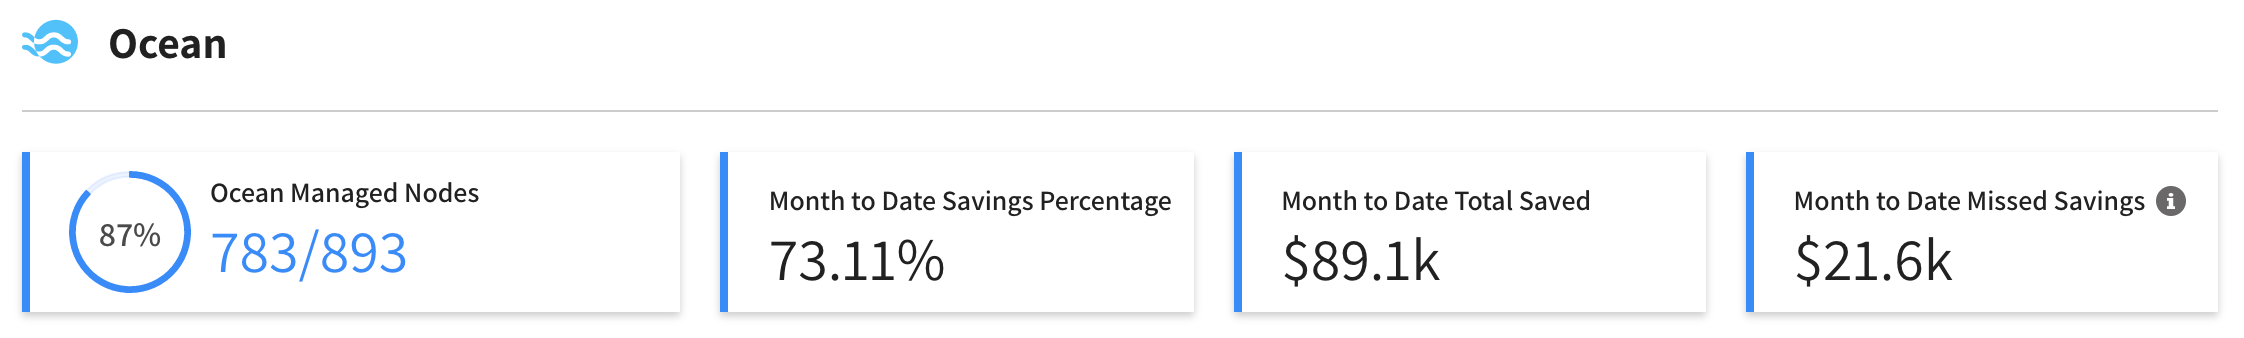 Ocean
87%
Ocean Managed Nodes
783/893
Month to Date Savings Percentage
73.11%
Month to Date Total Saved
$89.1k
Month to Date Missed Savings i
$21.6k